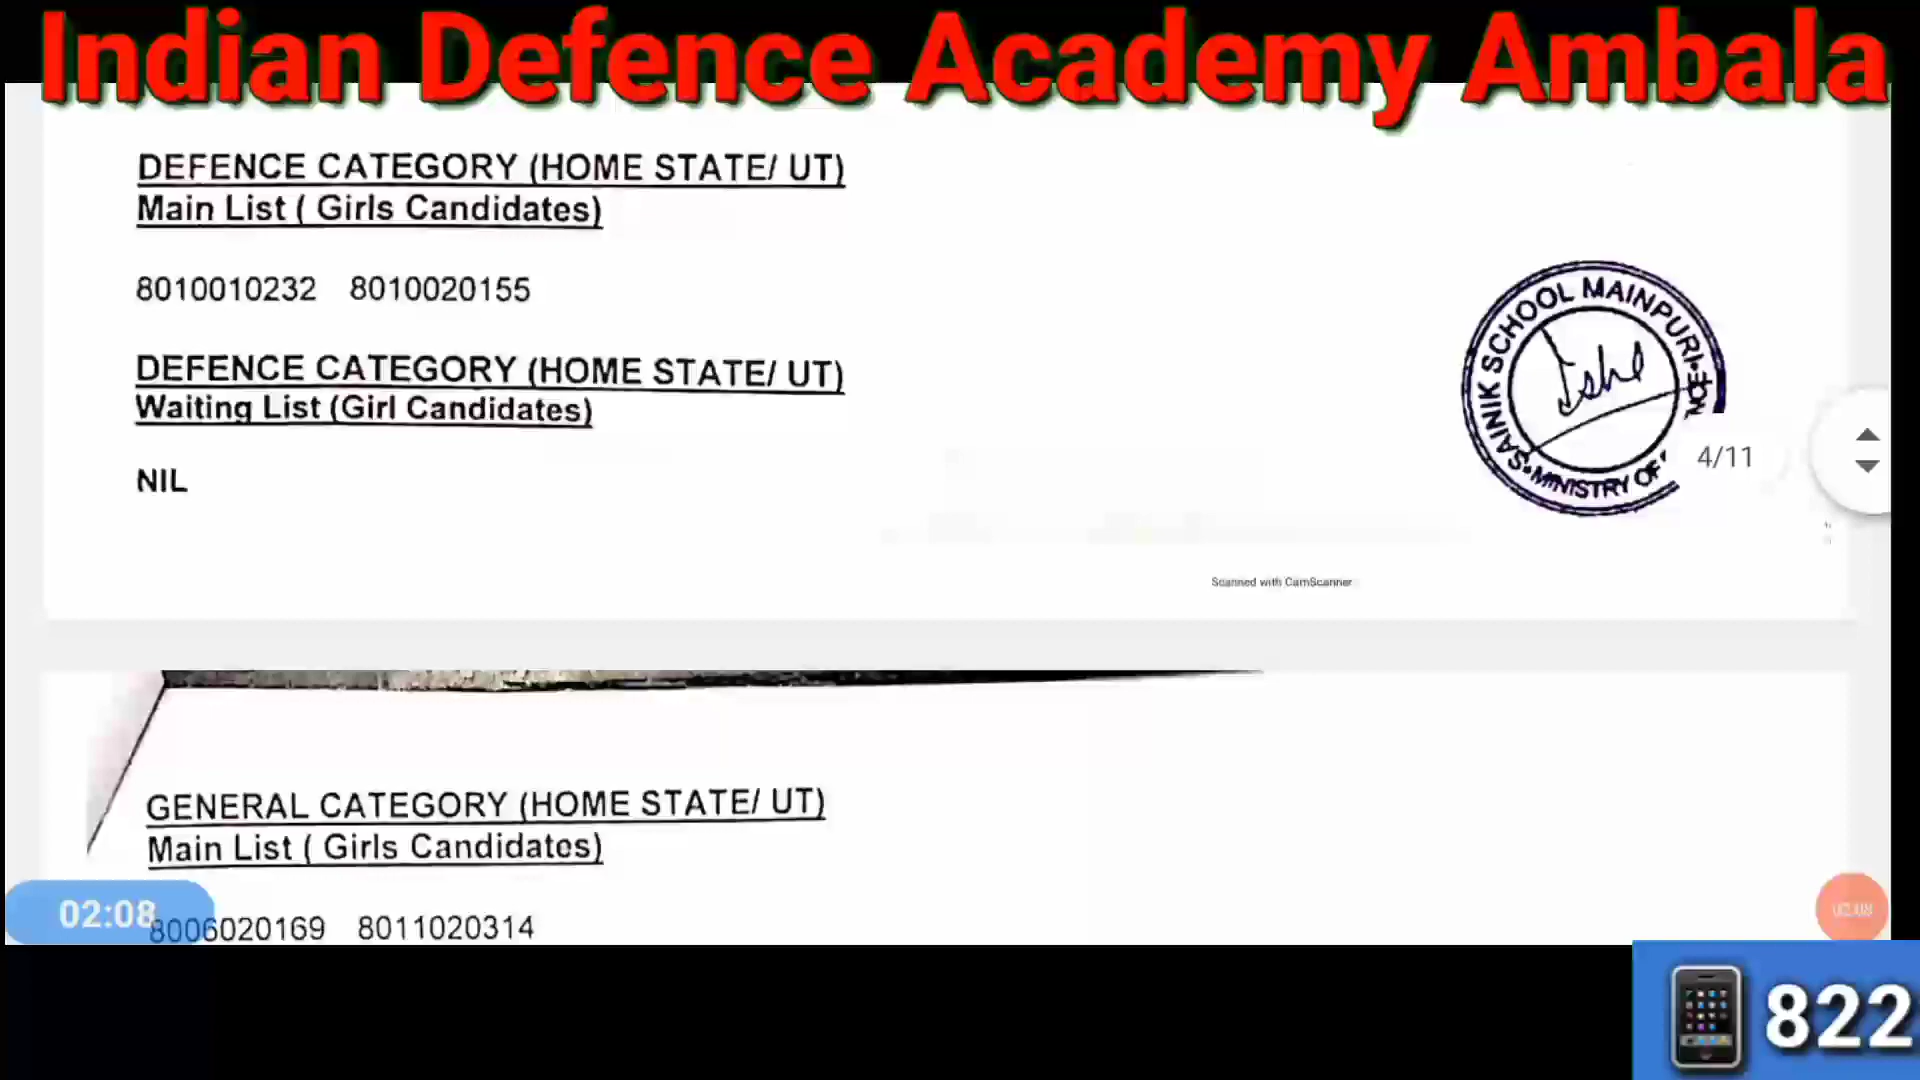 Indian Defence Academy Ambala
DEFENCE CATEGORY (HOME STATE/ UT)
Main List ( Girls Candidates)
8010010232 8010020155
DEFENCE CATEGORY (HOME STATE/ UT)
Waiting List (Girl Candidates)
NIL
SAINIK SCHOOL MAINPURI
MINISTRY OF
4/11
Scanned with CamScanner
GENERAL CATEGORY (HOME STATE/ UT)
Main List ( Girls Candidates)
02:08
8006020169 8011020314
02:08
822